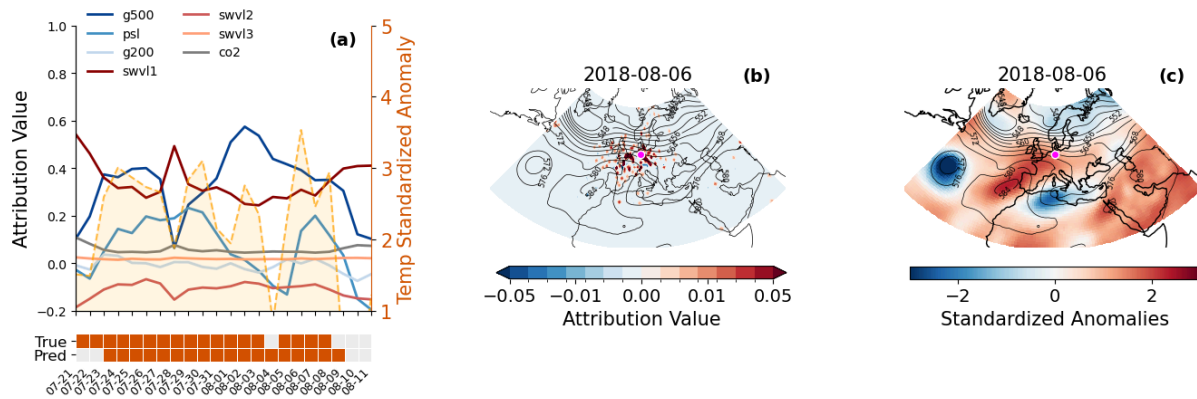 g500
psl
g200
swvl1
swvl2
swvl3
co2
(a)
Attribution Value
1.0
0.8
0.6
0.4
0.2
0.0
−0.2
Temp Standardized Anomaly
5
4
3
2
1
True
Pred
07-21
07-22
07-23
07-24
07-25
07-26
07-27
07-28
07-29
07-30
07-31
08-01
08-02
08-03
08-04
08-05
08-06
08-07
08-08
08-09
08-10
08-11
2018-08-06
(b)
−0.05
−0.01
0.00
0.01
0.05
Attribution Value
2018-08-06
(c)
−2
0
2
Standardized Anomalies